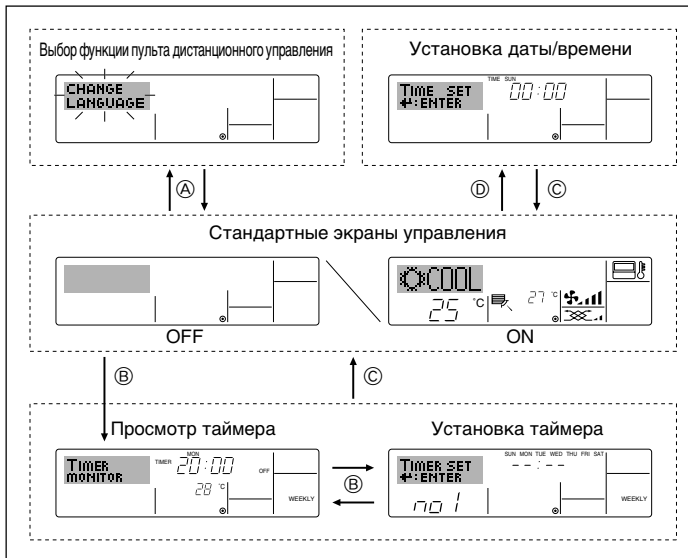 Выбор функции пульта дистанционного управления
CHANGE
LANGUAGE
Установка даты/времени
TIME SET
↵:ENTER
TIME SUN
00:00
Ⓐ
Ⓓ
Ⓒ
Стандартные экраны управления
COOL
25 °C
27 °C
OFF
ON
Ⓑ
Ⓒ
Просмотр таймера
TIMER
MONITOR
TIMER
MON
20:00
OFF
28 °C
WEEKLY
Ⓑ
Установка таймера
TIMER SET
↵:ENTER
SUN MON TUE WED THU FRI SAT
--:--
no 1
WEEKLY